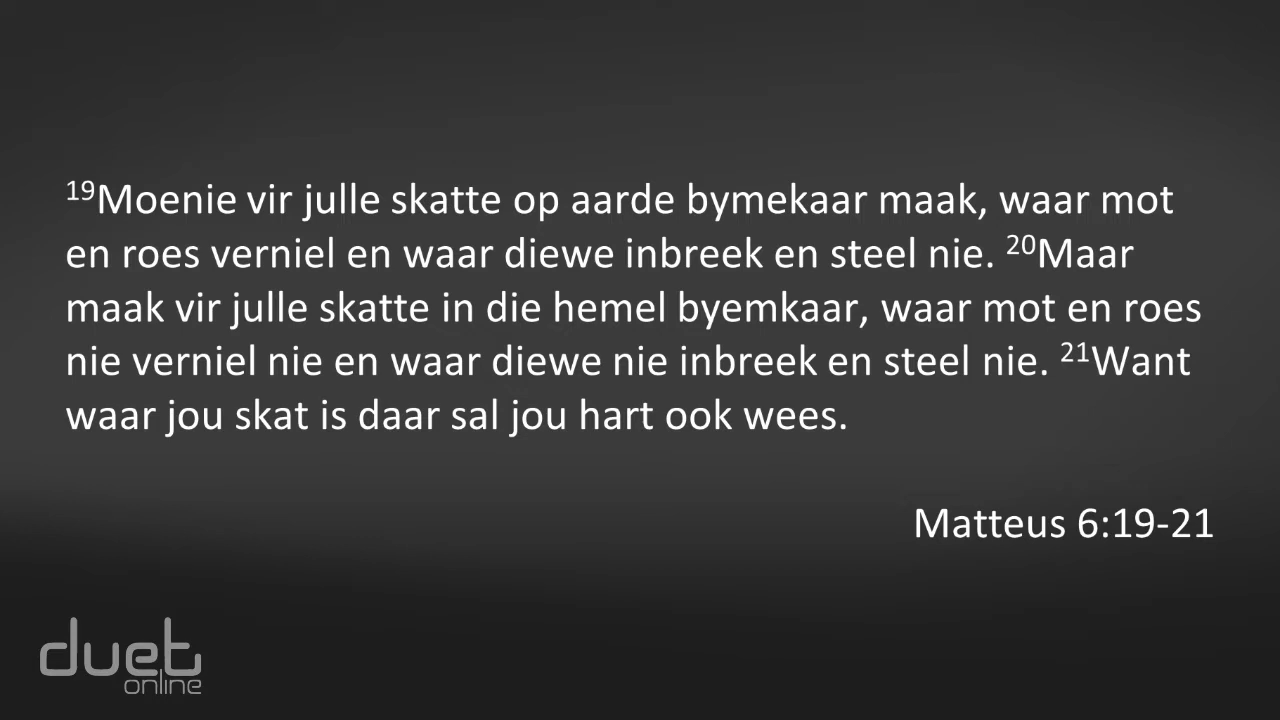 19Moenie vir julle skatte op aarde bymekaar maak, waar mot
en roes verniel en waar diewe inbreek en steel nie. 20Maar
maak vir julle skatte in die hemel byemkaar, waar mot en roes
nie verniel nie en waar diewe nie inbreek en steel nie. 21Want
waar jou skat is daar sal jou hart ook wees.
Matteus 6:19-21
duet
online